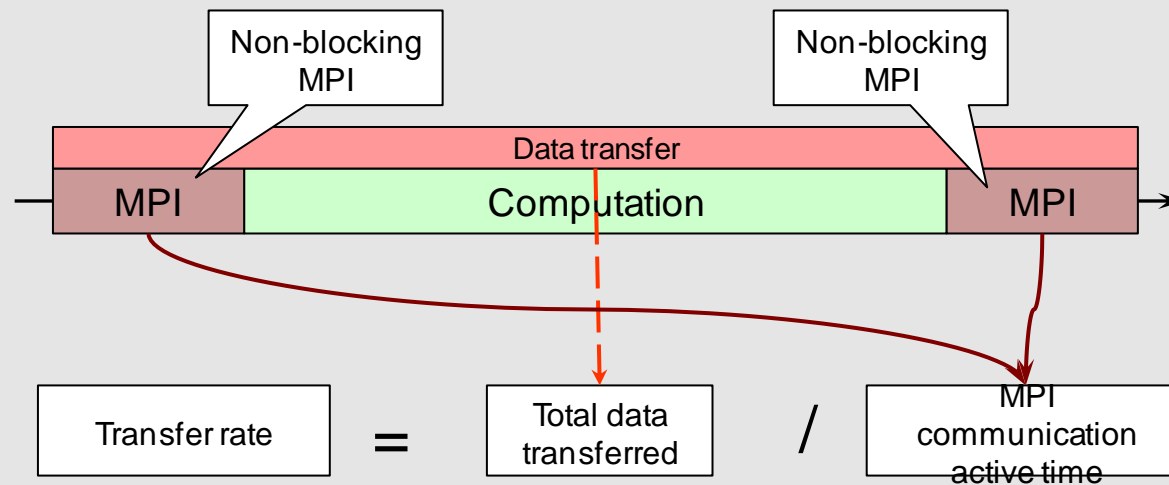 Non-blocking
MPI
Non-blocking
MPI
Data transfer
MPI
Computation
MPI
Transfer rate
=
Total data
transferred
/
MPI
communication
active time